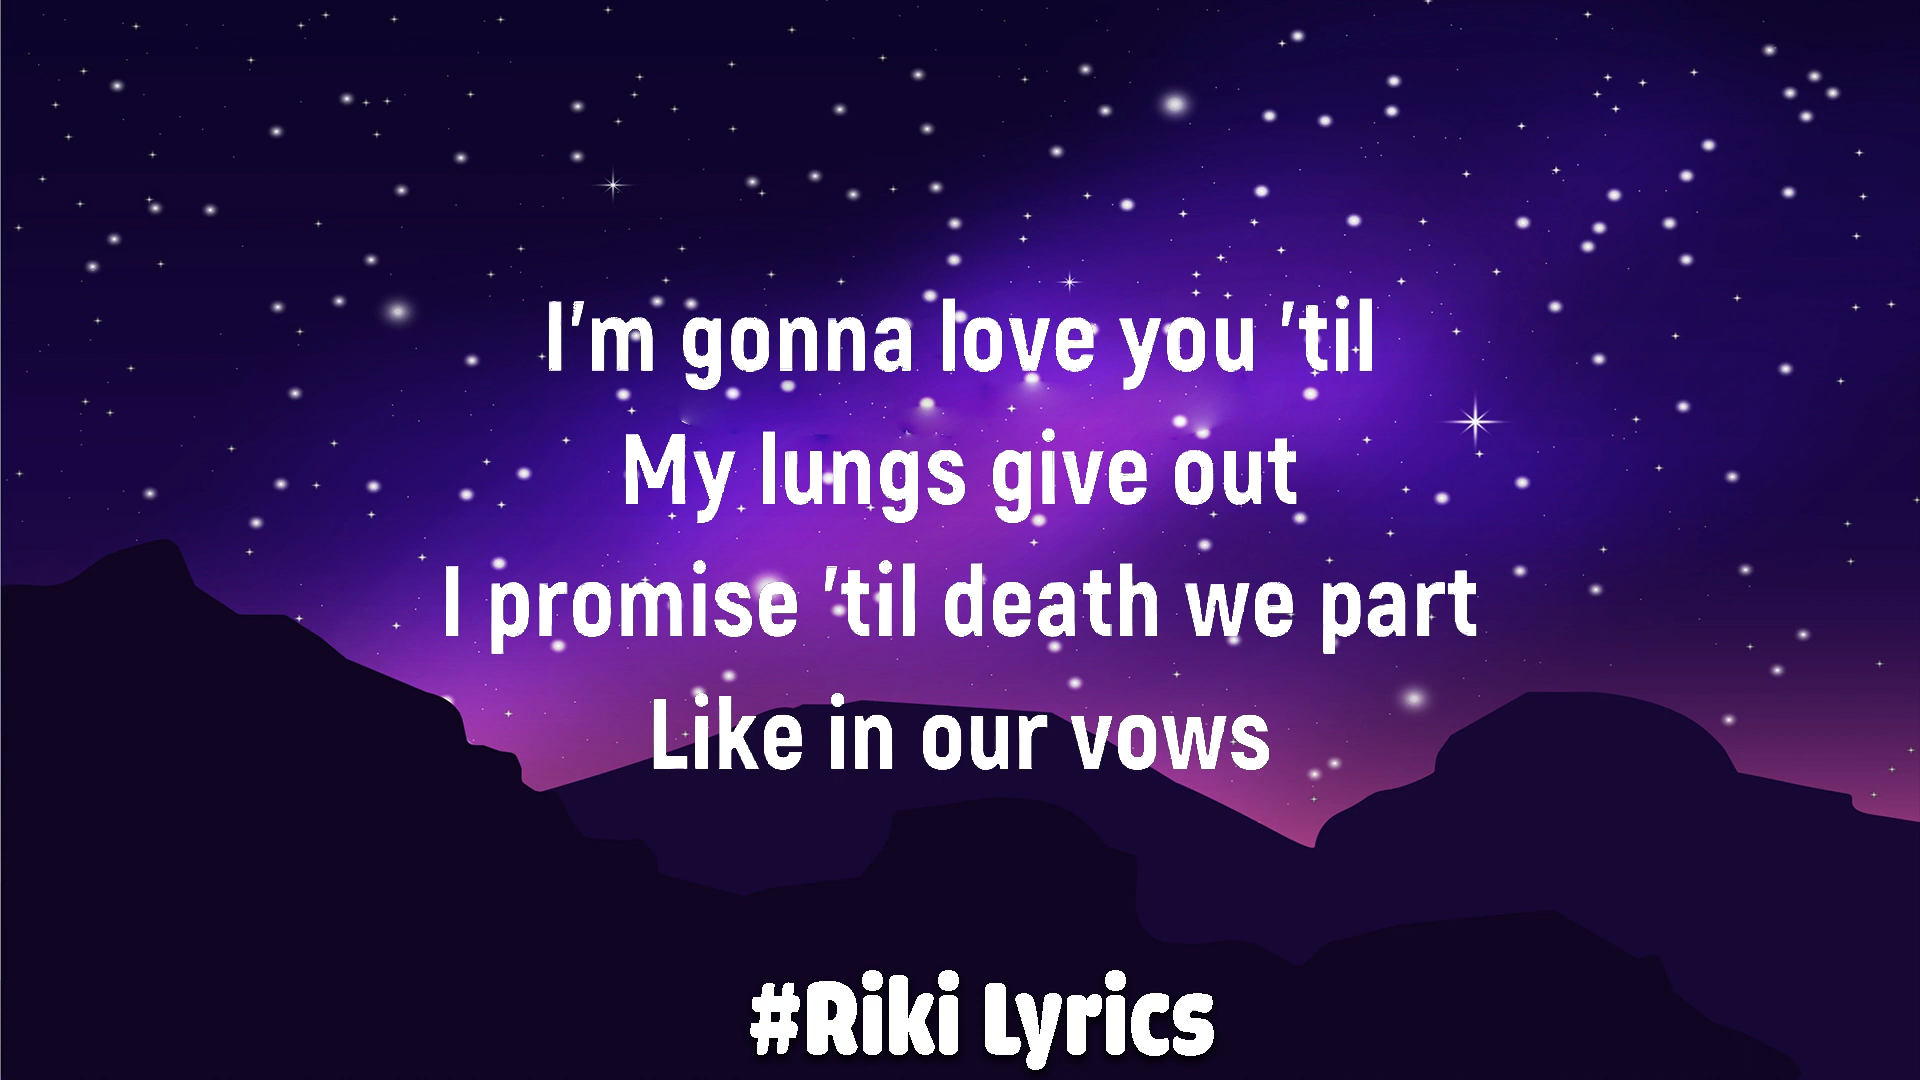 I'm gonna love you 'til
My lungs give out
I promise 'til death we part
Like in our vows
#Riki Lyrics